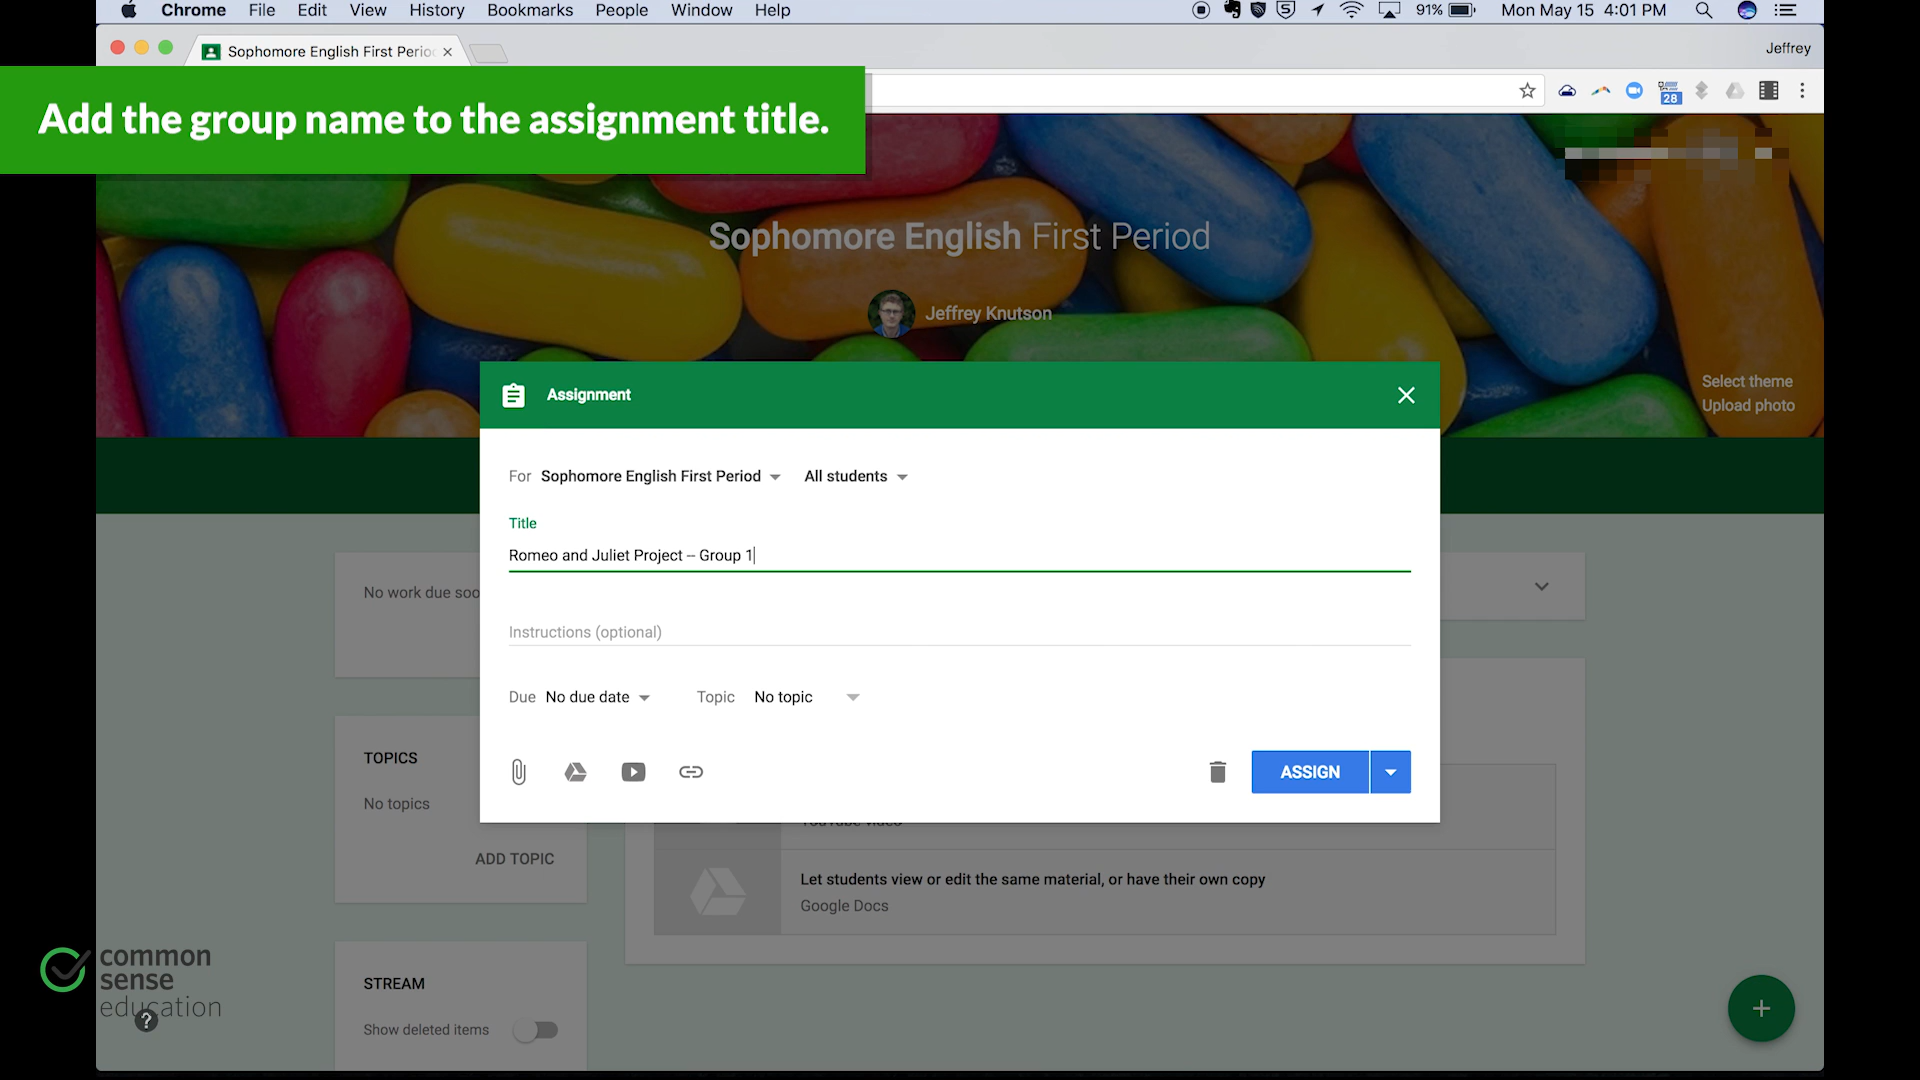 Chrome File Edit View History Bookmarks People Window Help
91% Mon May 15 4:01 PM
Sophomore English First Perio
Jeffrey
28
Add the group name to the assignment title.
Sophomore English First Period
Jeffrey Knutson
Select theme
Upload photo
Assignment
For Sophomore English First Period All students
Title
Romeo and Juliet Project -- Group 1
No work due soo
Instructions (optional)
Due No due date Topic No topic
TOPICS
ASSIGN
No topics
YouTube video
ADD TOPIC
Let students view or edit the same material, or have their own copy
Google Docs
common
sense
education
STREAM
Show deleted items
?